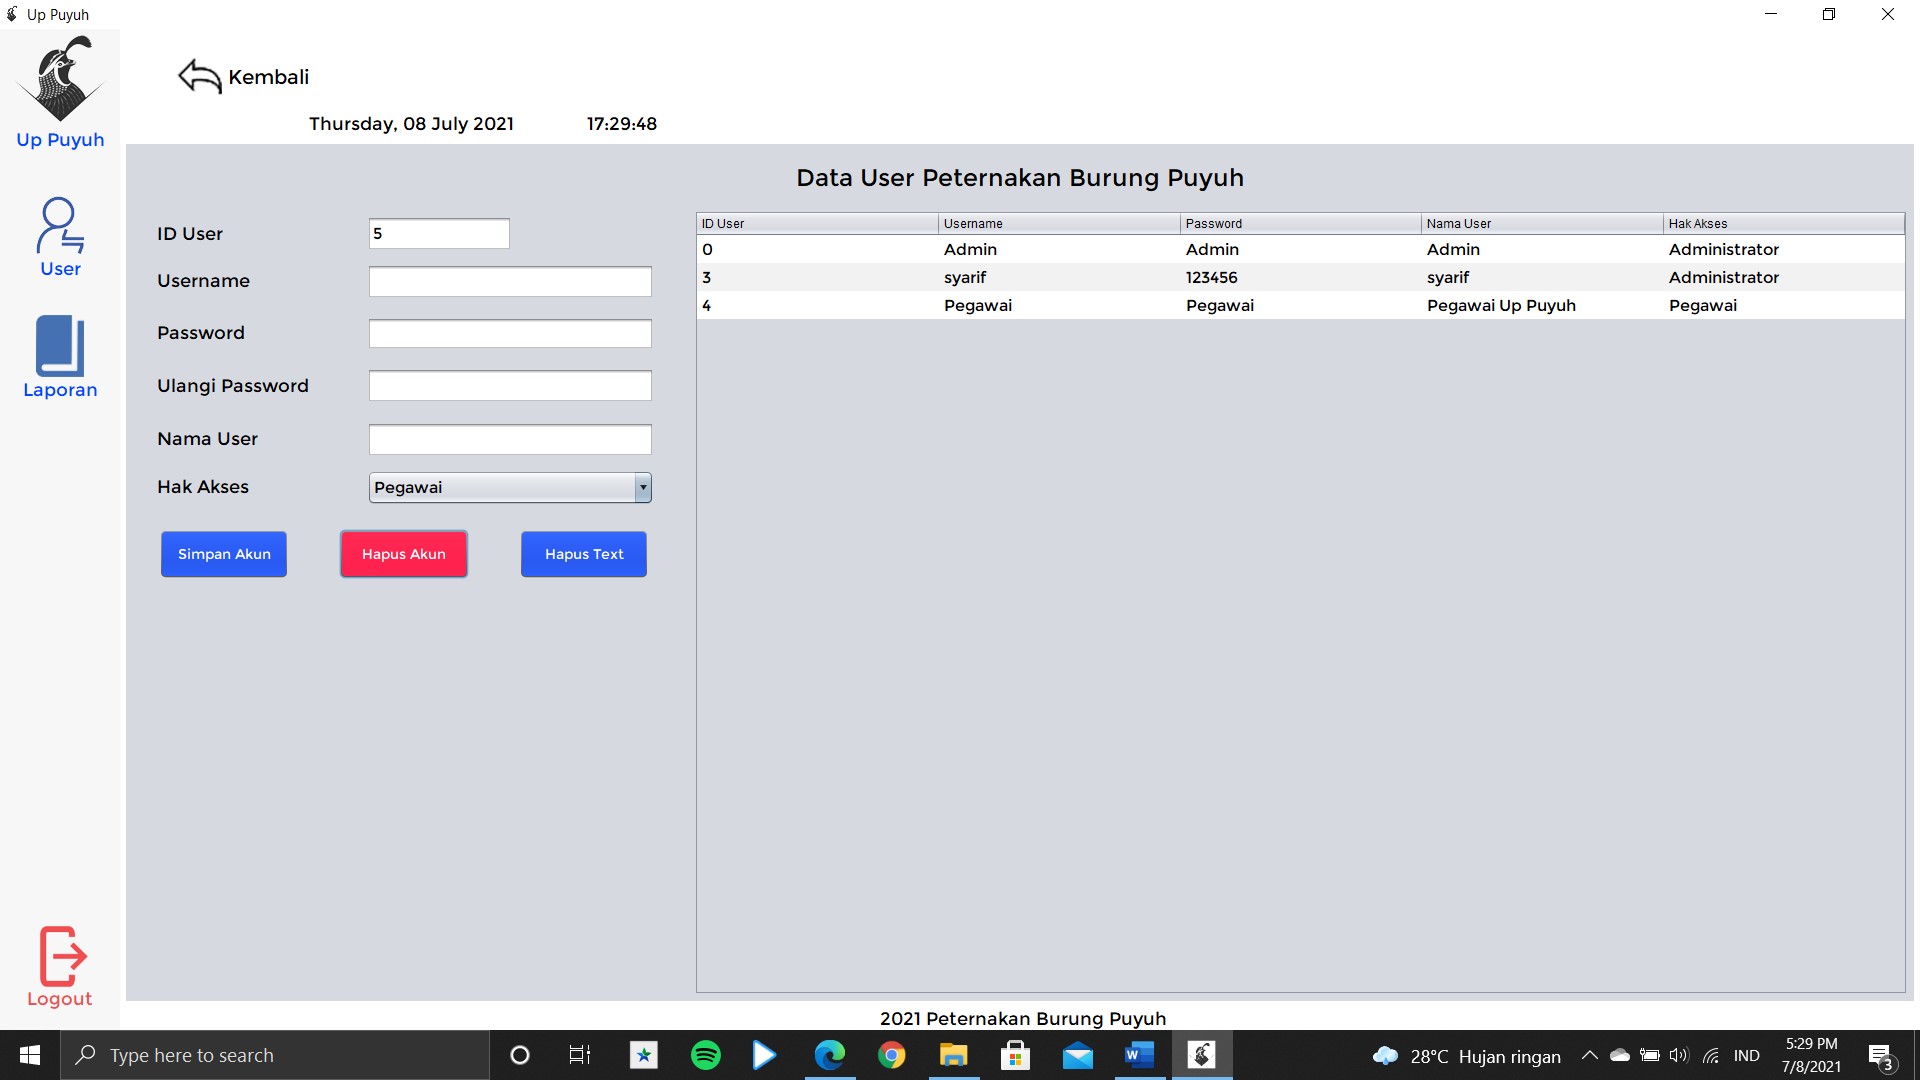 Up Puyuh
Up Puyuh
Kembali
Thursday, 08 July 2021 17:29:48
User
Laporan
Logout
Data User Peternakan Burung Puyuh
ID User 5
Username
Password
Ulangi Password
Nama User
Hak Akses Pegawai
Simpan Akun Hapus Akun Hapus Text
ID User Username Password Nama User Hak Akses
0 Admin Admin Admin Administrator
3 syarif 123456 syarif Administrator
4 Pegawai Pegawai Pegawai Up Puyuh Pegawai
2021 Peternakan Burung Puyuh
Type here to search
28°C Hujan ringan
IND
5:29 PM
7/8/2021
3